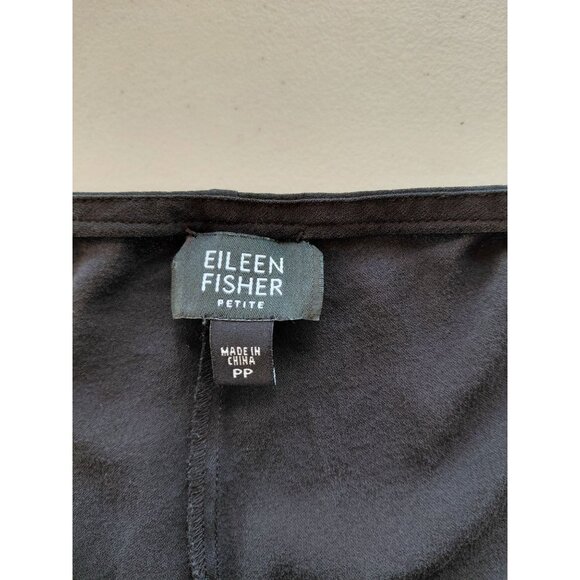 EILEEN
FISHER
PETITE
MADE IN
CHINA
PP